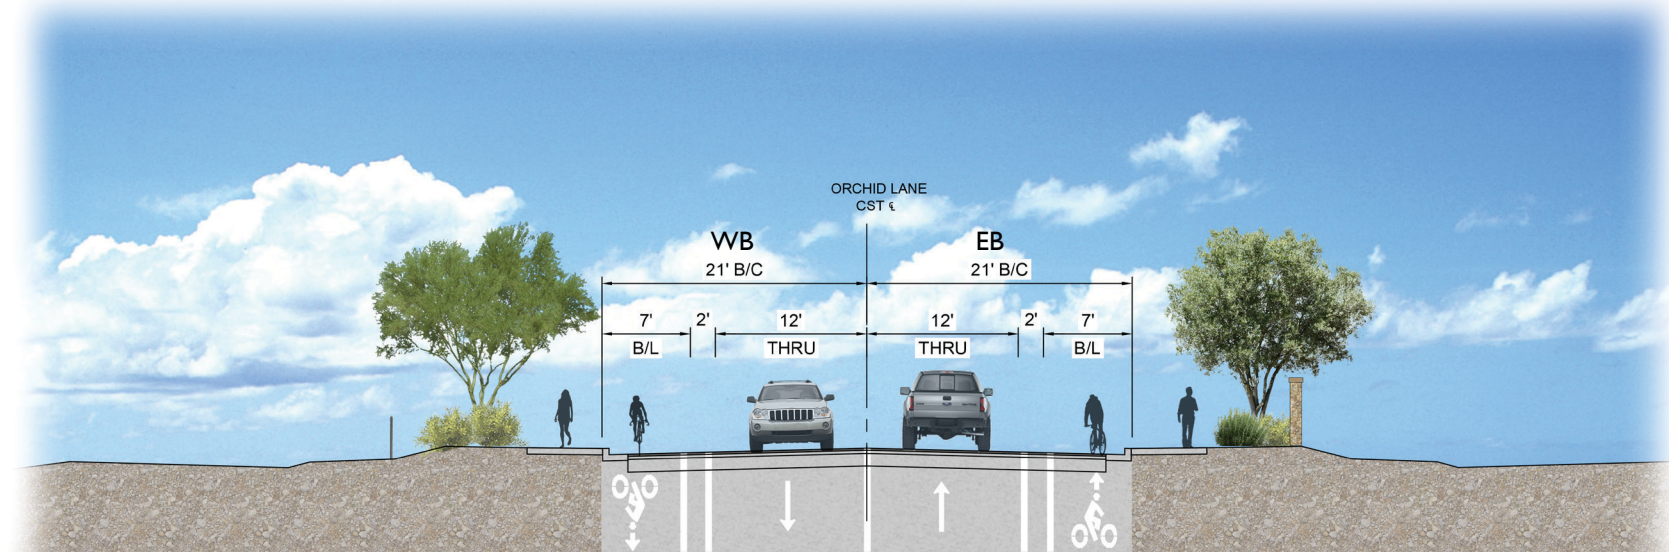 ORCHID LANE
CST ℄
WB
EB
21' B/C
21' B/C
7'
2'
12'
12'
2'
7'
B/L
THRU
THRU
B/L